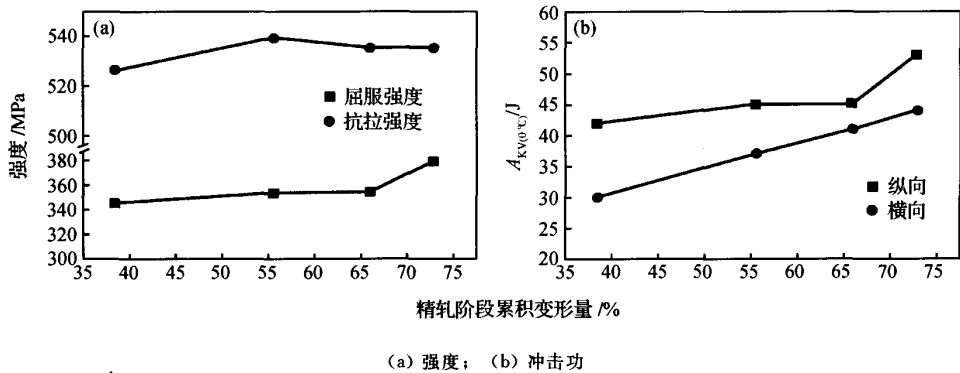 (a)
540
520
500
380
360
340
320
300
强度 /MPa
屈服强度
抗拉强度
35 40 45 50 55 60 65 70 75
(b)
60
55
50
45
40
35
30
25
20
A_KV(0 ℃)/J
纵向
横向
35 40 45 50 55 60 65 70 75
精轧阶段累积变形量 /%
(a) 强度; (b) 冲击功